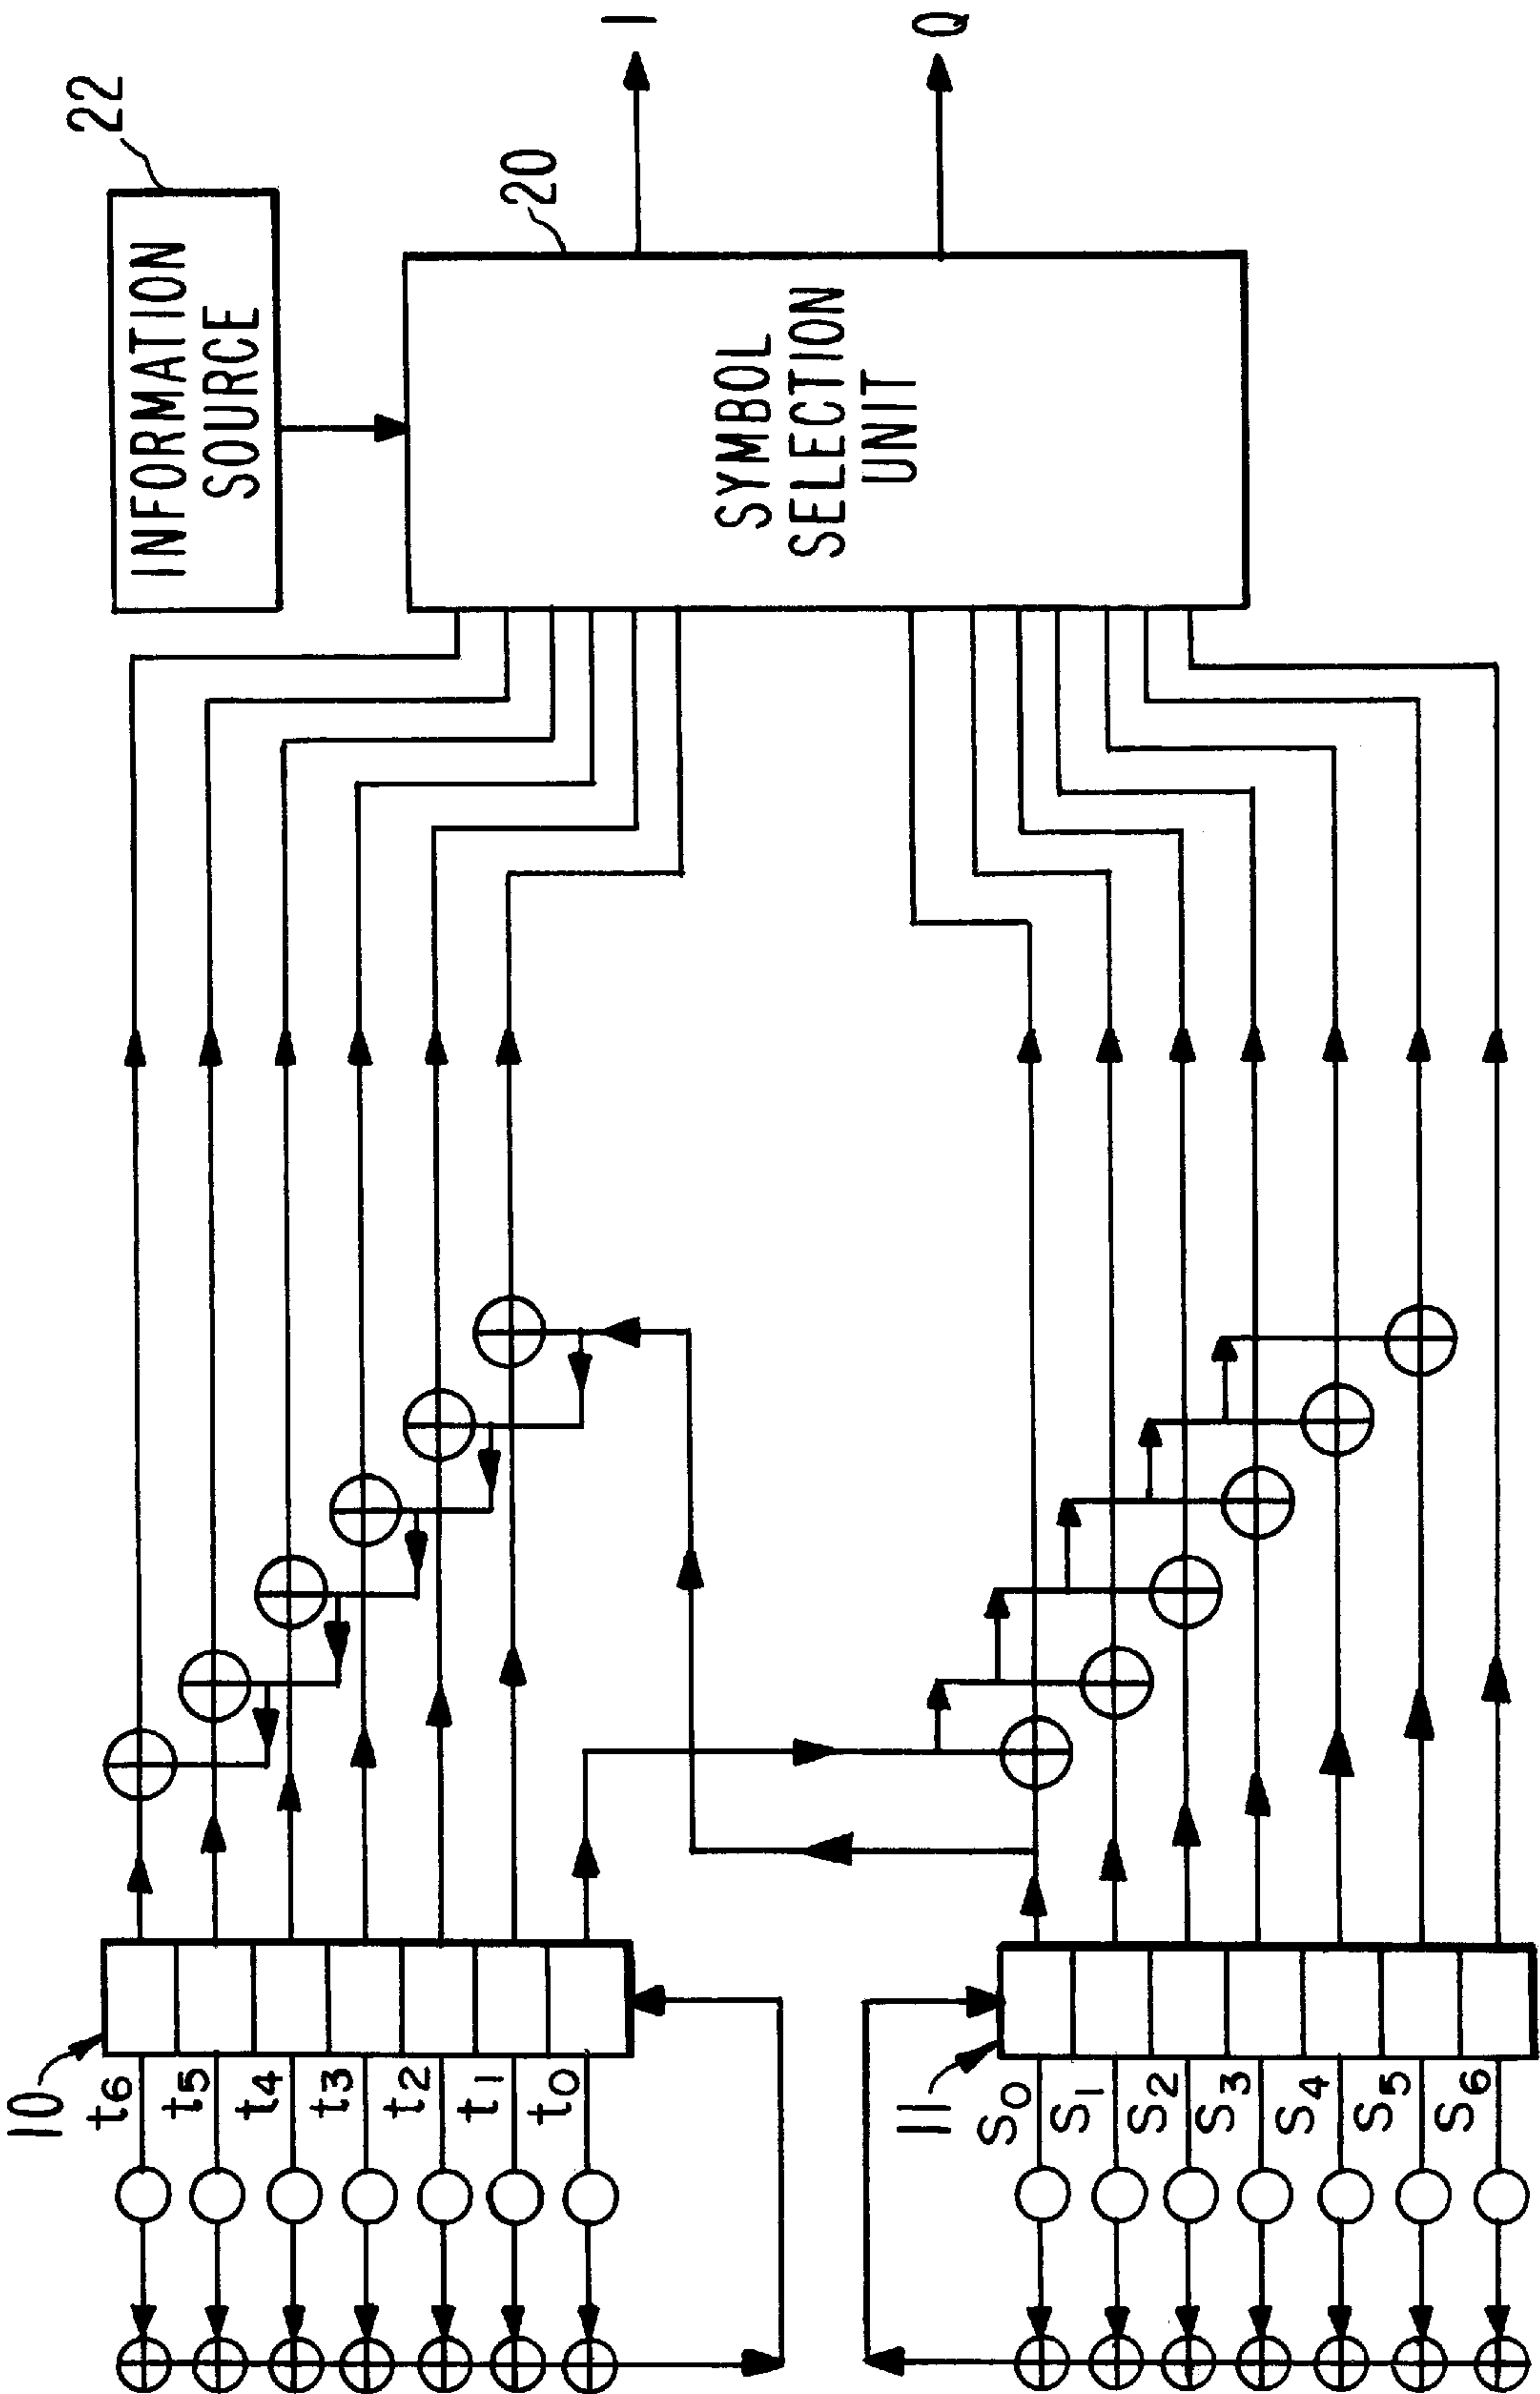 22
INFORMATION
SOURCE
20
I
Q
SYMBOL
SELECTION
UNIT
10
t6
t5
t4
t3
t2
t1
t0
11
S0
S1
S2
S3
S4
S5
S6